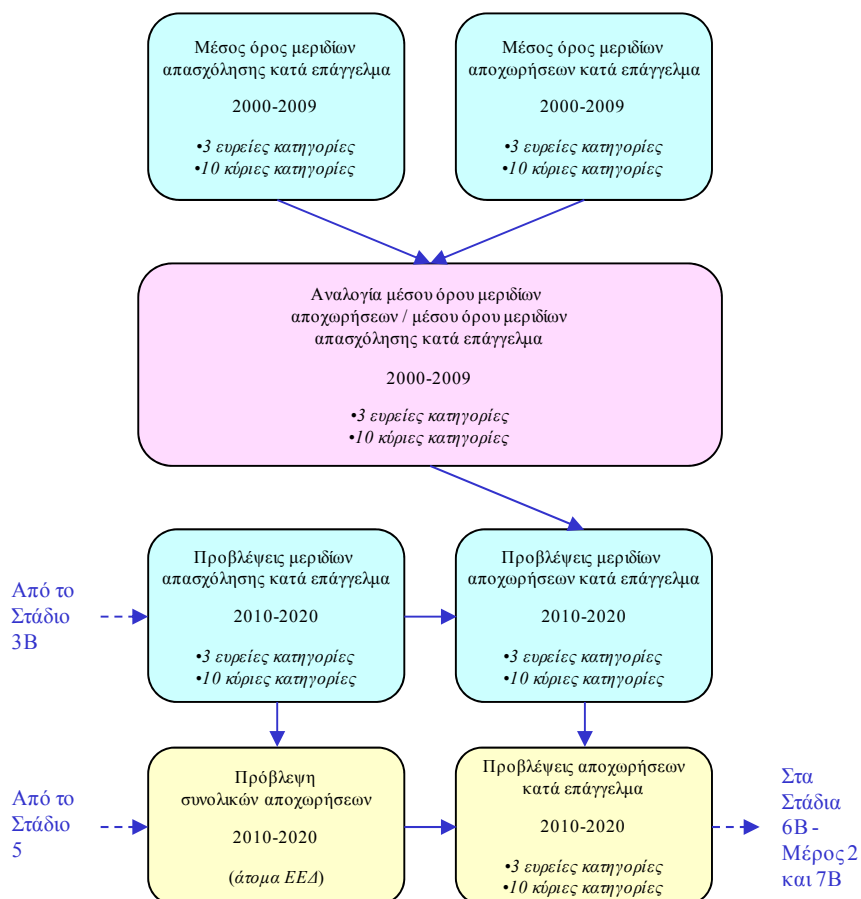 Μέσος όρος μεριδίων
απασχόλησης κατά επάγγελμα
2000-2009
•3 ευρείες κατηγορίες
•10 κύριες κατηγορίες
Μέσος όρος μεριδίων
αποχωρήσεων κατά επάγγελμα
2000-2009
•3 ευρείες κατηγορίες
•10 κύριες κατηγορίες
Αναλογία μέσου όρου μεριδίων
αποχωρήσεων / μέσου όρου μεριδίων
απασχόλησης κατά επάγγελμα
2000-2009
•3 ευρείες κατηγορίες
•10 κύριες κατηγορίες
Από το
Στάδιο
3Β
Προβλέψεις μεριδίων
απασχόλησης κατά επάγγελμα
2010-2020
•3 ευρείες κατηγορίες
•10 κύριες κατηγορίες
Προβλέψεις μεριδίων
αποχωρήσεων κατά επάγγελμα
2010-2020
•3 ευρείες κατηγορίες
•10 κύριες κατηγορίες
Από το
Στάδιο
5
Πρόβλεψη
συνολικών αποχωρήσεων
2010-2020
(άτομα ΕΕΔ)
Προβλέψεις αποχωρήσεων
κατά επάγγελμα
2010-2020
•3 ευρείες κατηγορίες
•10 κύριες κατηγορίες
Στα
Στάδια
6Β -
Μέρος 2
και 7Β